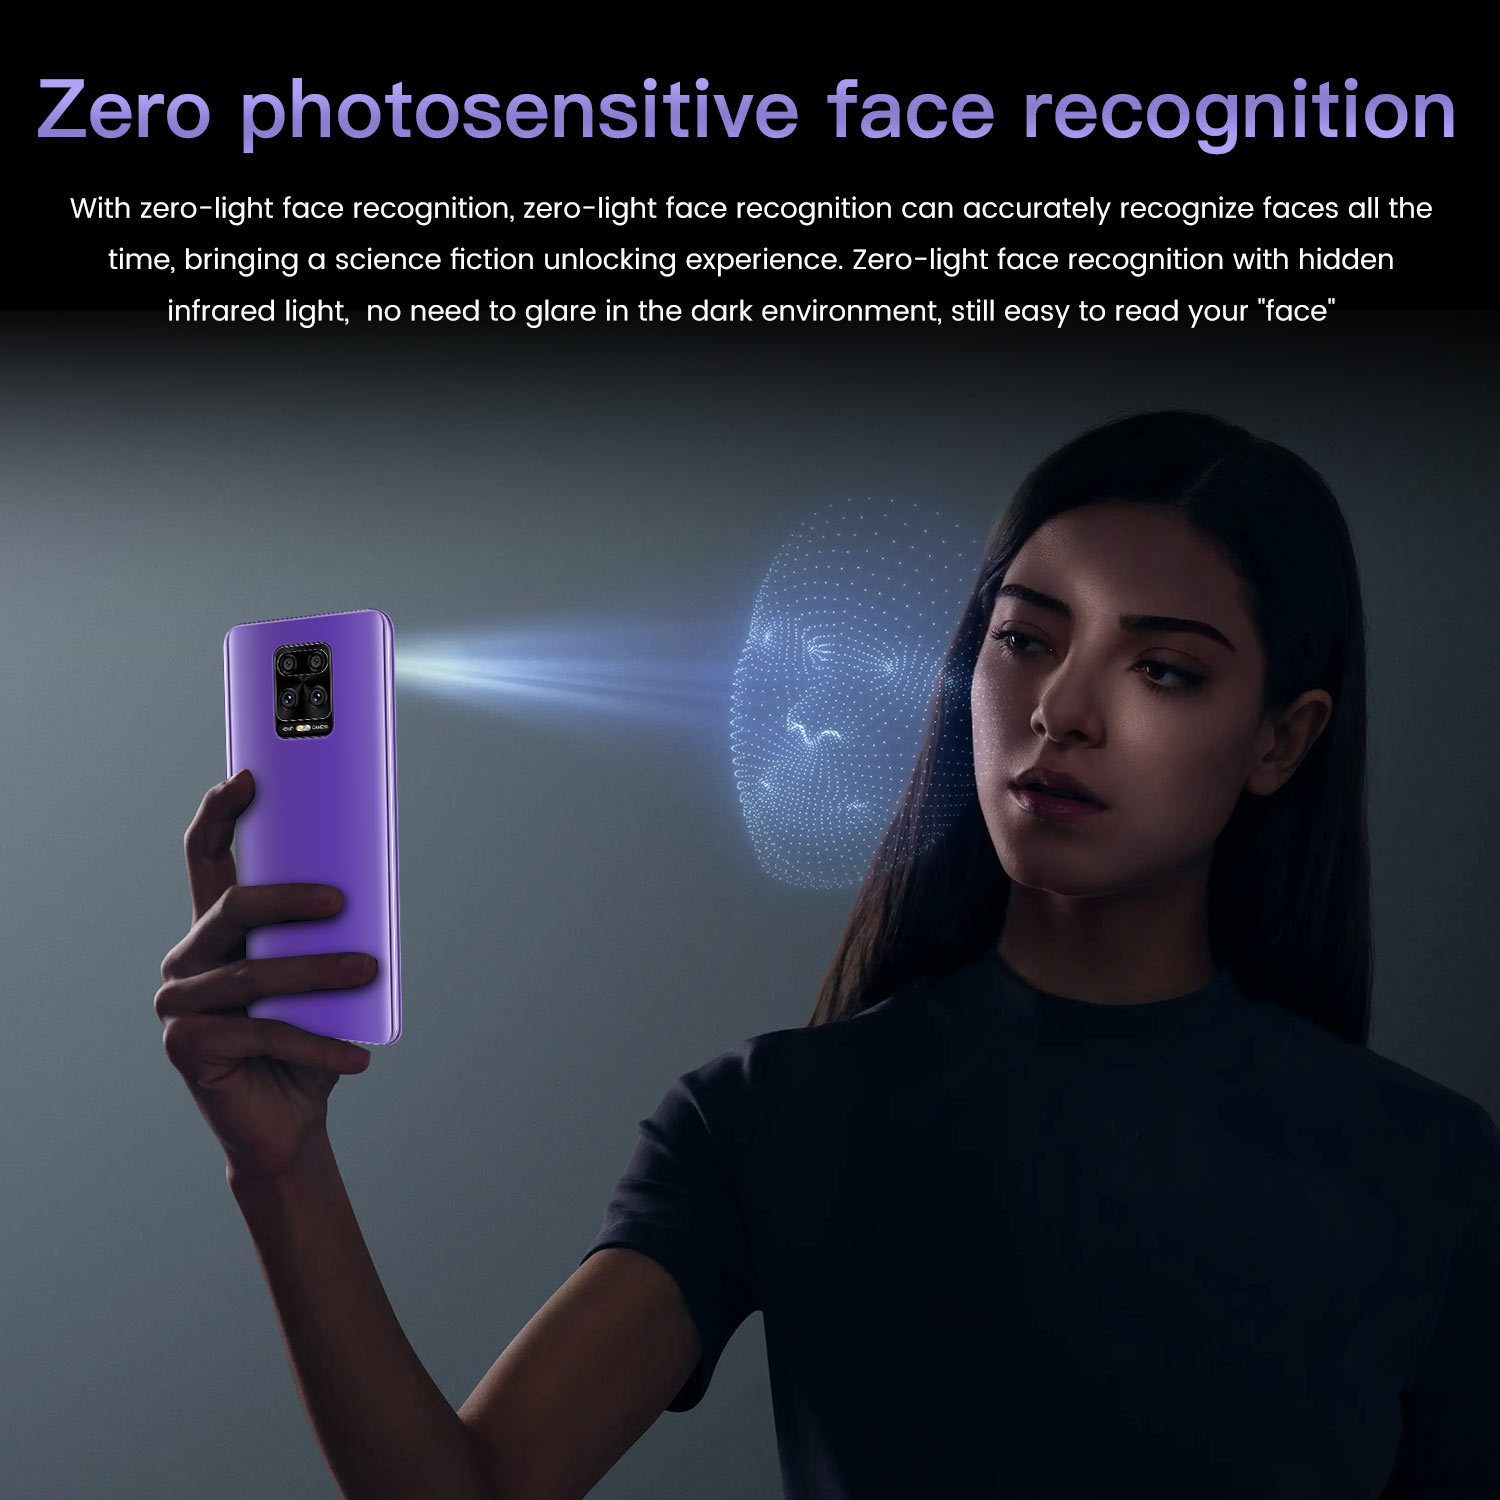 Zero photosensitive face recognition
With zero-light face recognition, zero-light face recognition can accurately recognize faces all the
time, bringing a science fiction unlocking experience. Zero-light face recognition with hidden
infrared light,  no need to glare in the dark environment, still easy to read your "face"